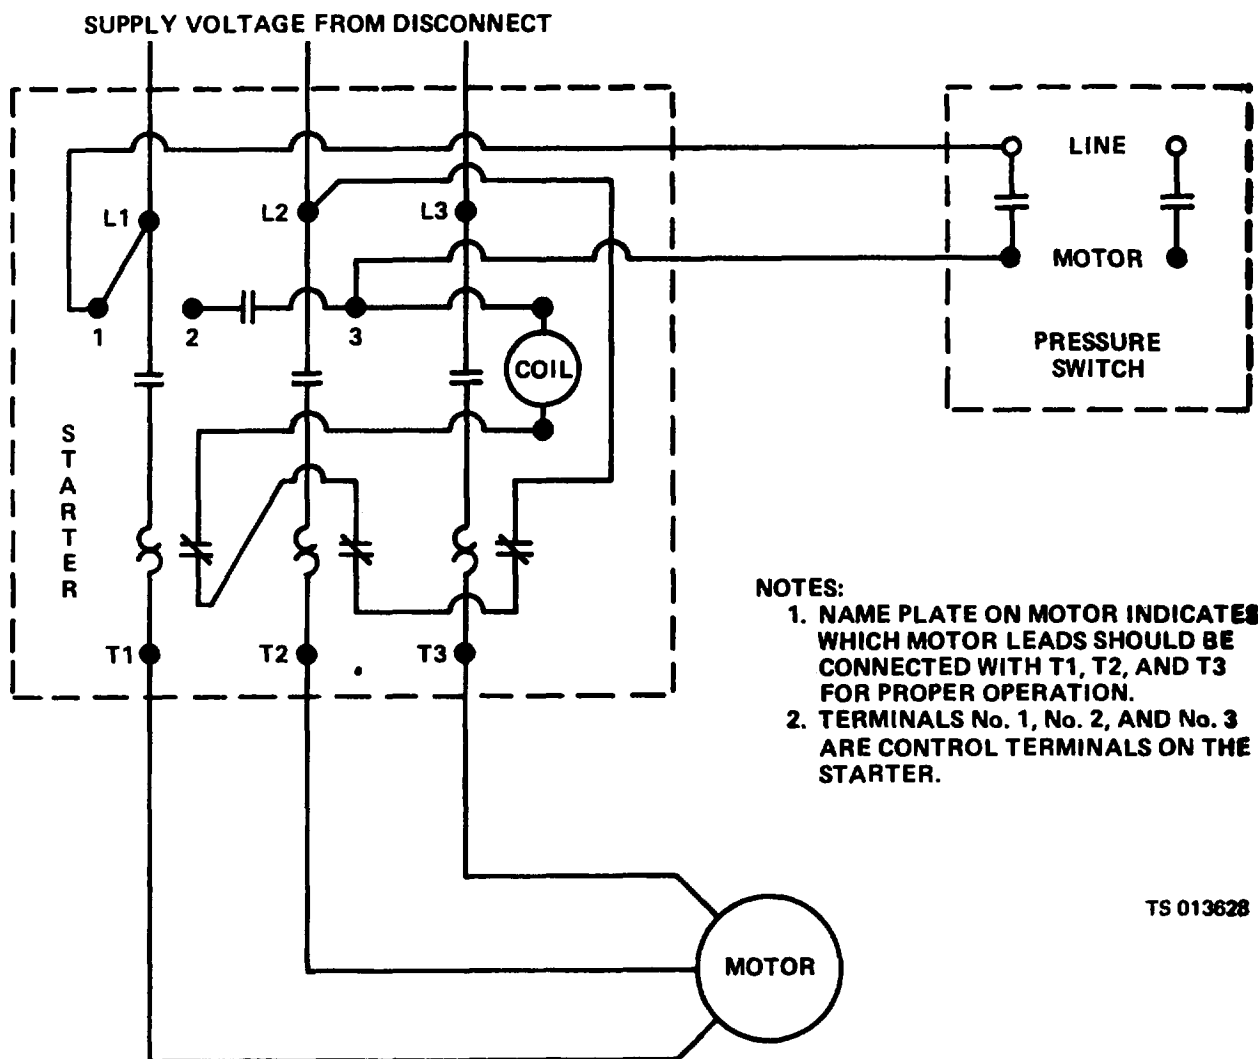 SUPPLY VOLTAGE FROM DISCONNECT
LINE
L1
L2
L3
MOTOR
1
2
3
COIL
PRESSURE
SWITCH
STARTER
T1
T2
T3
NOTES:
1. NAME PLATE ON MOTOR INDICATES
WHICH MOTOR LEADS SHOULD BE
CONNECTED WITH T1, T2, AND T3
FOR PROPER OPERATION.
2. TERMINALS No. 1, No. 2, AND No. 3
ARE CONTROL TERMINALS ON THE
STARTER.
TS 013628
MOTOR